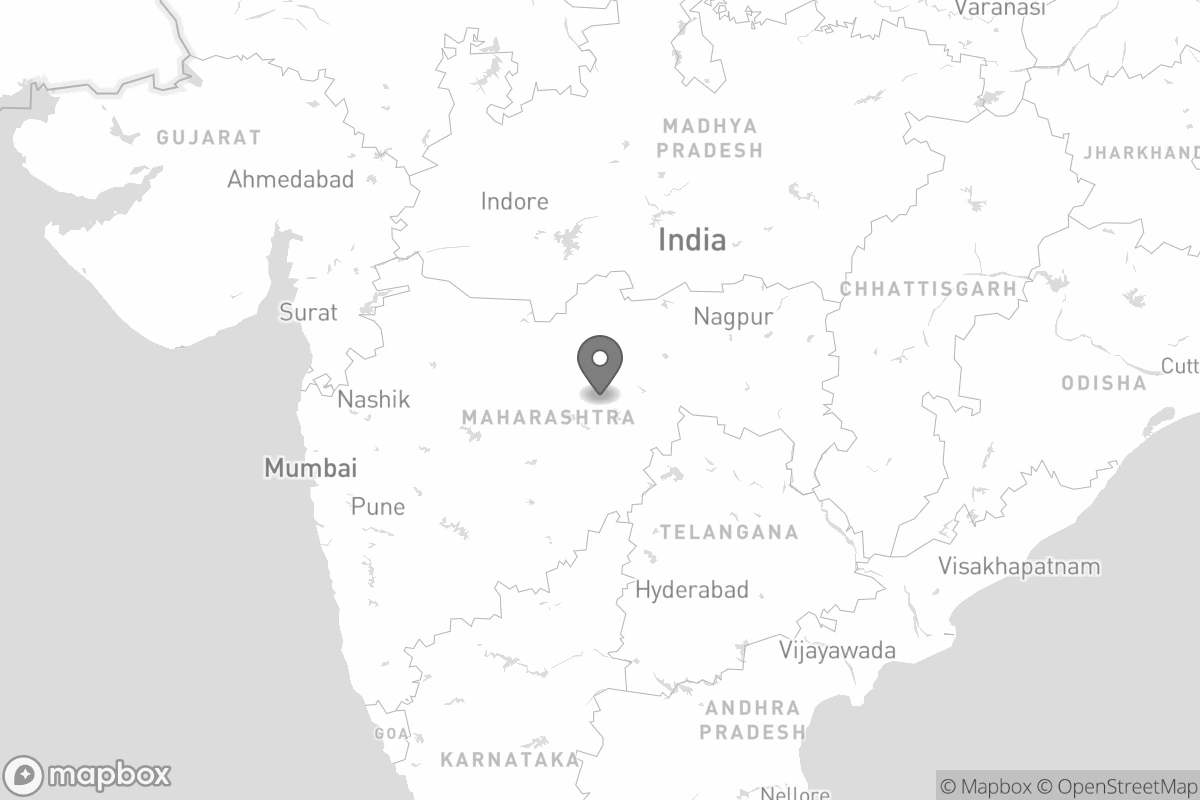 Varanasi
MADHYA
PRADESH
GUJARAT
JHARKHAND
Ahmedabad
Indore
India
CHHATTISGARH
Surat
Nagpur
Cutt
ODISHA
Nashik
MAHARASHTRA
Mumbai
Pune
TELANGANA
Visakhapatnam
Hyderabad
Vijayawada
ANDHRA
PRADESH
GOA
KARNATAKA
mapbox
© Mapbox © OpenStreetMap
Nellore